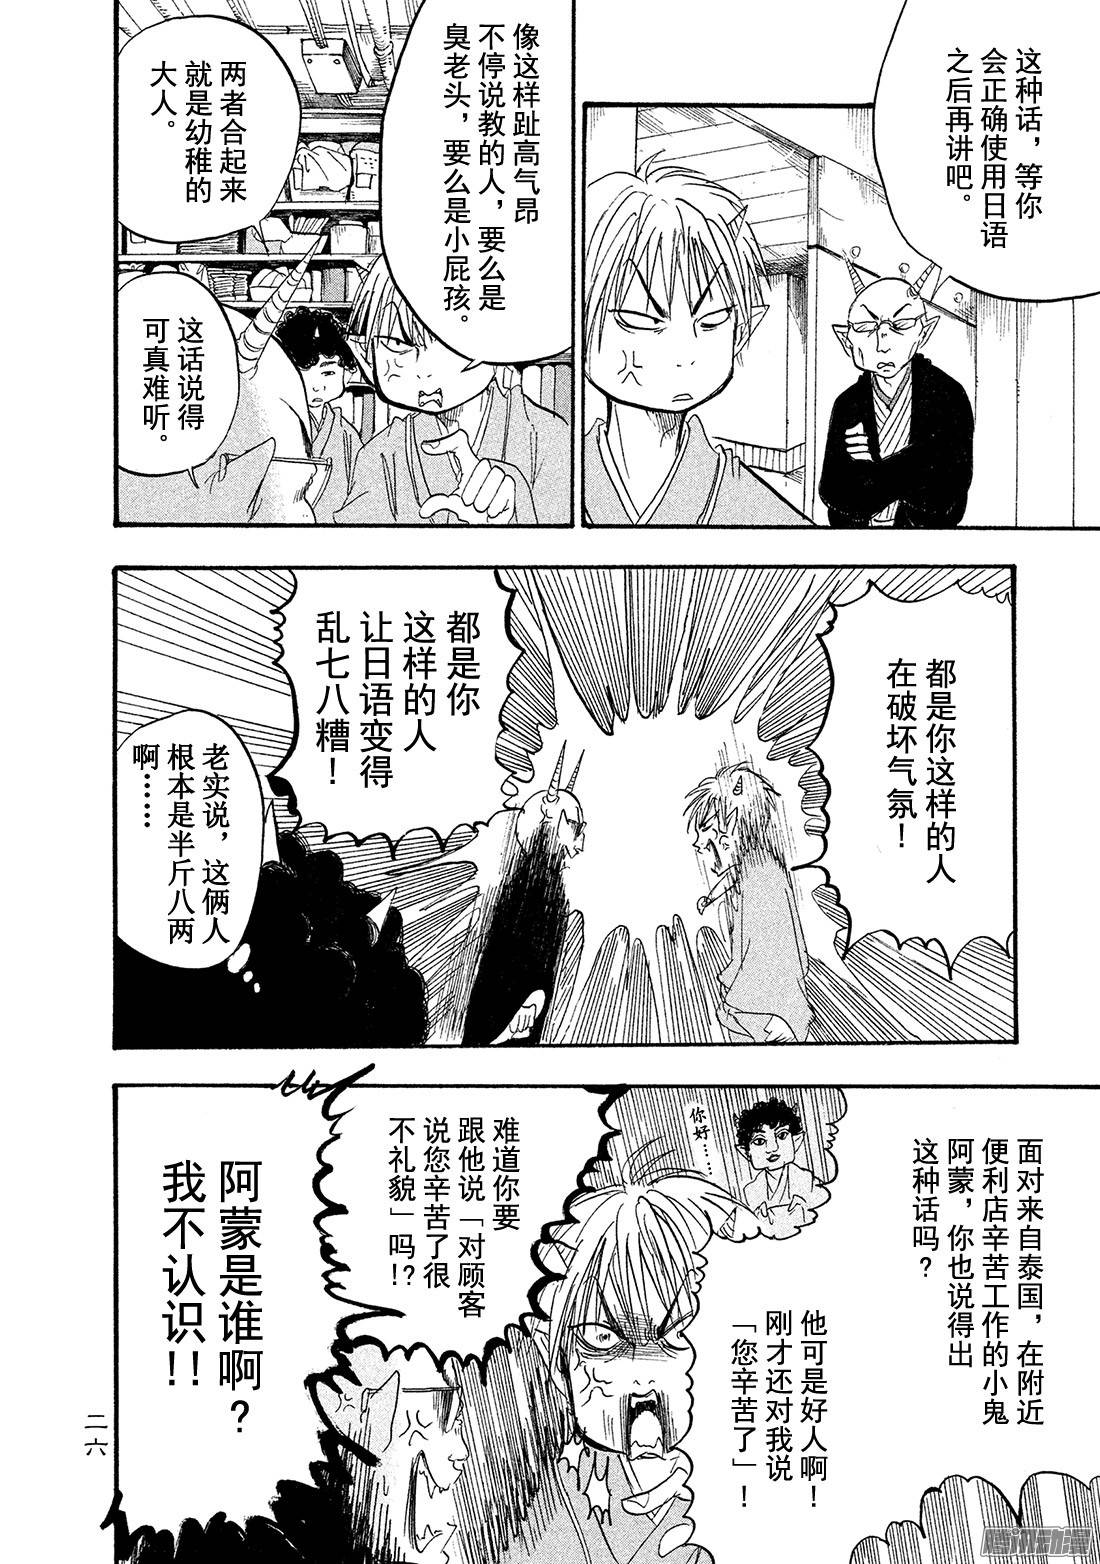 这种话，等你
会正确使用日语
之后再讲吧。
像这样趾高气昂
不停说教的人，要么是
臭老头，要么是小屁孩。
两者合起来
就是幼稚的
大人。
这话说得
可真难听。
都是你这样的人
在破坏气氛！
都是你
这样的人
让日语变得
乱七八糟！
老实说，这俩人
根本是半斤八两
啊……
面对来自泰国，在附近
便利店辛苦工作的小鬼
阿蒙，你也说得出
这种话吗？
你好……
他可是好人啊！
刚才还对我说
「您辛苦了」！
难道你要
跟他说「对顾客
说您辛苦了很
不礼貌」吗!?
阿蒙是谁啊？
我不认识!!
二六
腾讯动漫